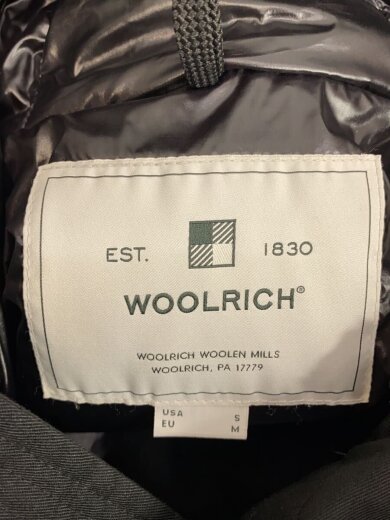 EST. 1830
WOOLRICH®
WOOLRICH WOOLEN MILLS
WOOLRICH, PA 17779
USA S
EU M